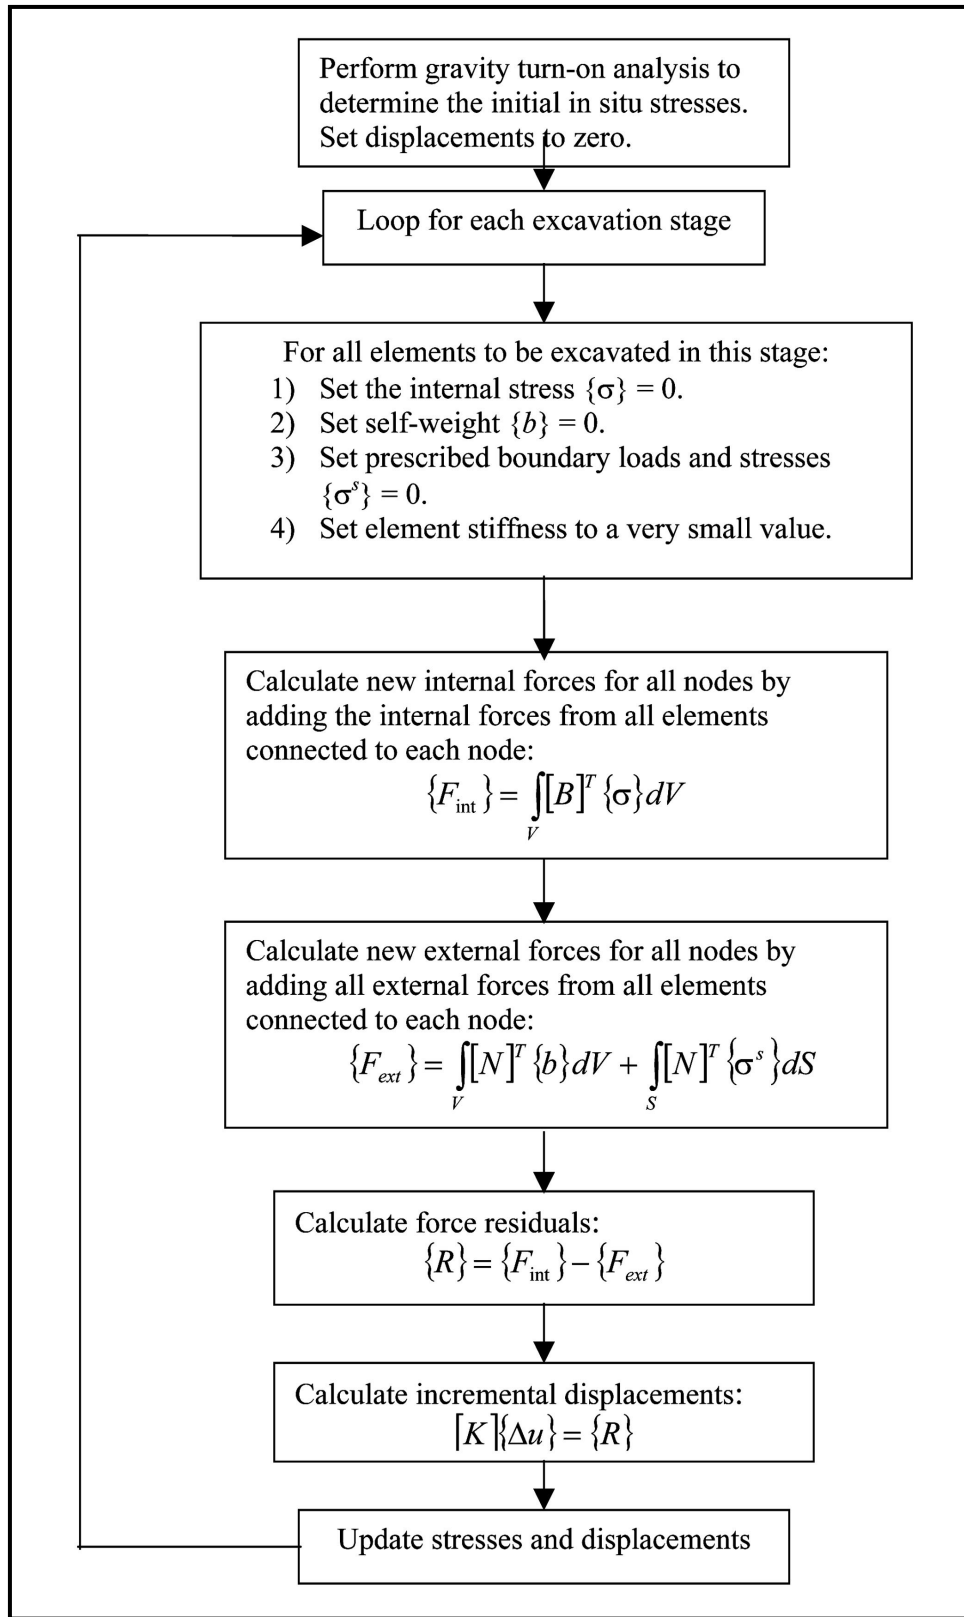 Perform gravity turn-on analysis to
determine the initial in situ stresses.
Set displacements to zero.
Loop for each excavation stage
For all elements to be excavated in this stage:
1) Set the internal stress {σ} = 0.
2) Set self-weight {b} = 0.
3) Set prescribed boundary loads and stresses
{σˢ} = 0.
4) Set element stiffness to a very small value.
Calculate new internal forces for all nodes by
adding the internal forces from all elements
connected to each node:
{F_int} = ∫_V [B]^T {σ} dV
Calculate new external forces for all nodes by
adding all external forces from all elements
connected to each node:
{F_ext} = ∫_V [N]^T {b} dV + ∫_S [N]^T {σ^s} dS
Calculate force residuals:
{R} = {F_int} − {F_ext}
Calculate incremental displacements:
⌈K⌉{Δu} = {R}
Update stresses and displacements